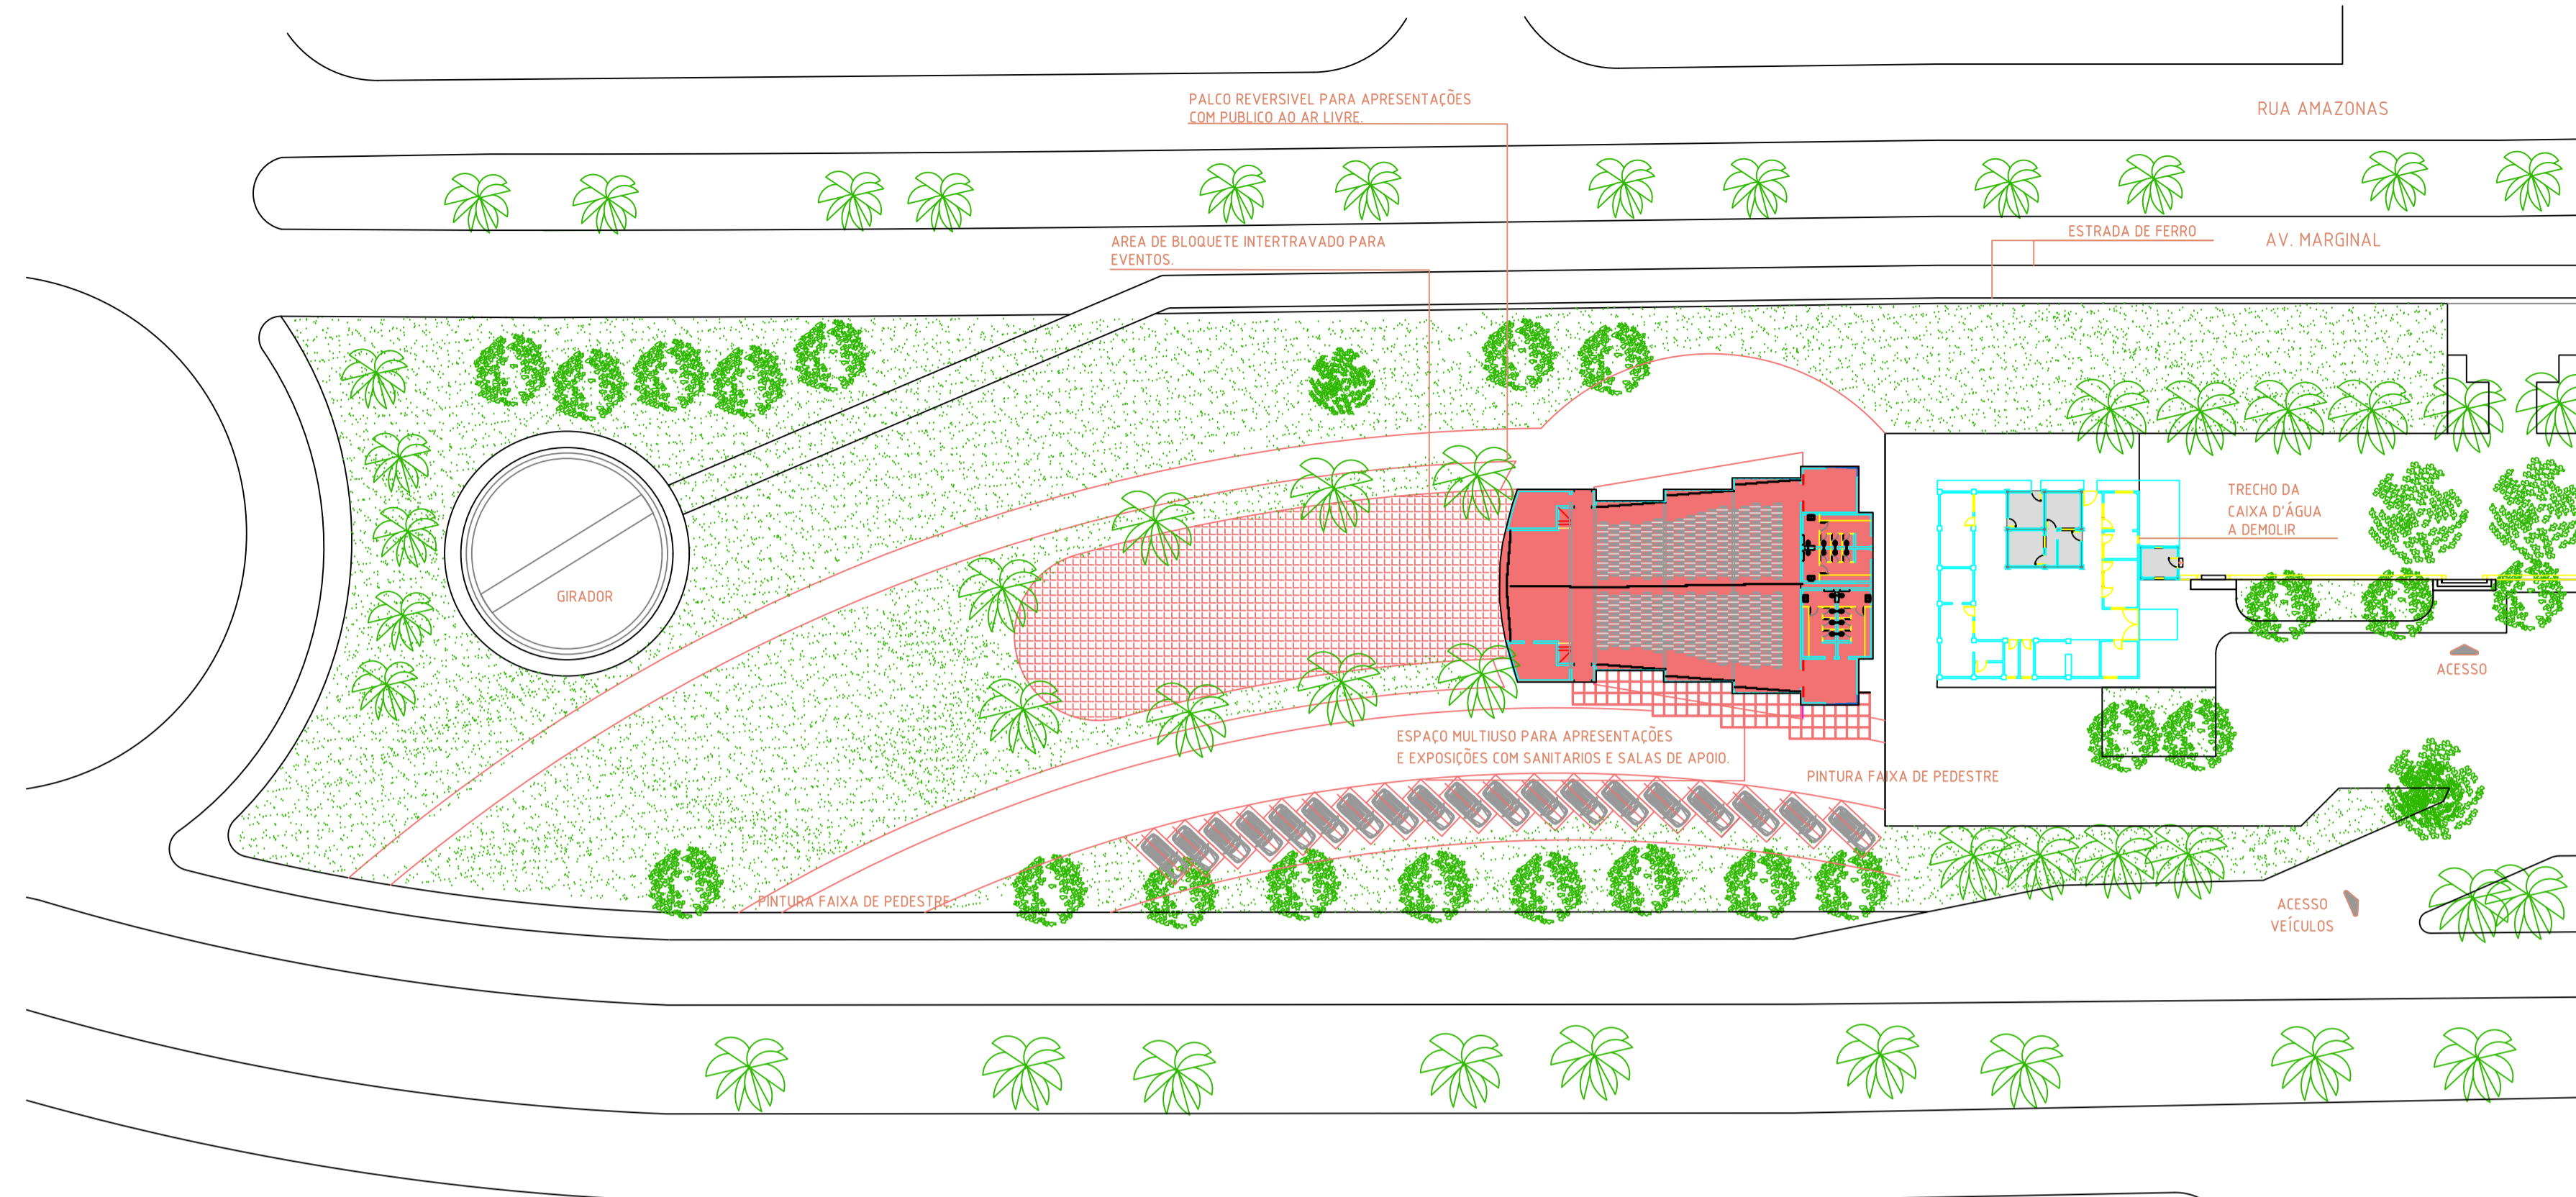 PALCO REVERSIVEL PARA APRESENTAÇÕES
COM PUBLICO AO AR LIVRE.
RUA AMAZONAS
AREA DE BLOQUETE INTERTRAVADO PARA
EVENTOS.
ESTRADA DE FERRO
AV. MARGINAL
TRECHO DA
CAIXA D'ÁGUA
A DEMOLIR
GIRADOR
ACESSO
ESPAÇO MULTIUSO PARA APRESENTAÇÕES
E EXPOSIÇÕES COM SANITARIOS E SALAS DE APOIO.
PINTURA FAIXA DE PEDESTRE
PINTURA FAIXA DE PEDESTRE
ACESSO
VEÍCULOS